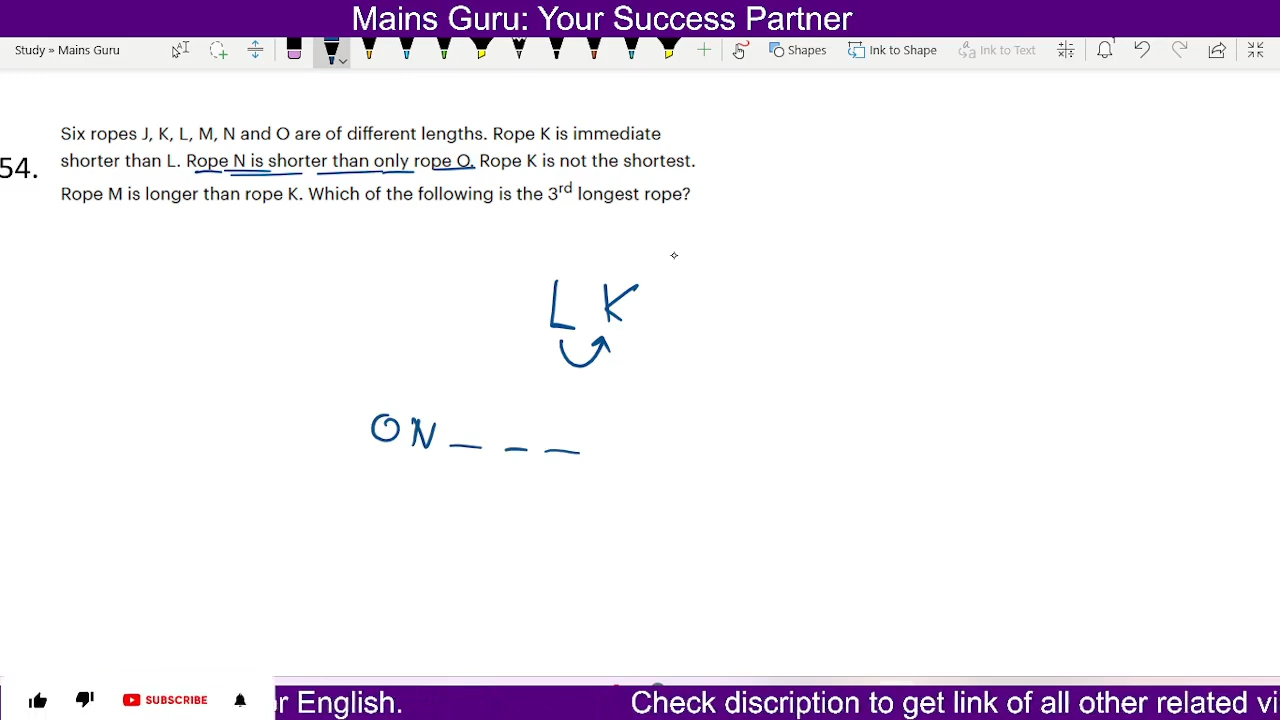 Mains Guru: Your Success Partner
Study » Mains Guru
Shapes
Ink to Shape
Ink to Text
Six ropes J, K, L, M, N and O are of different lengths. Rope K is immediate
54.
shorter than L. Rope N is shorter than only rope O. Rope K is not the shortest.
Rope M is longer than rope K. Which of the following is the 3rd longest rope?
L K
O N _ _ _
SUBSCRIBE
or English.
Check discription to get link of all other related vi